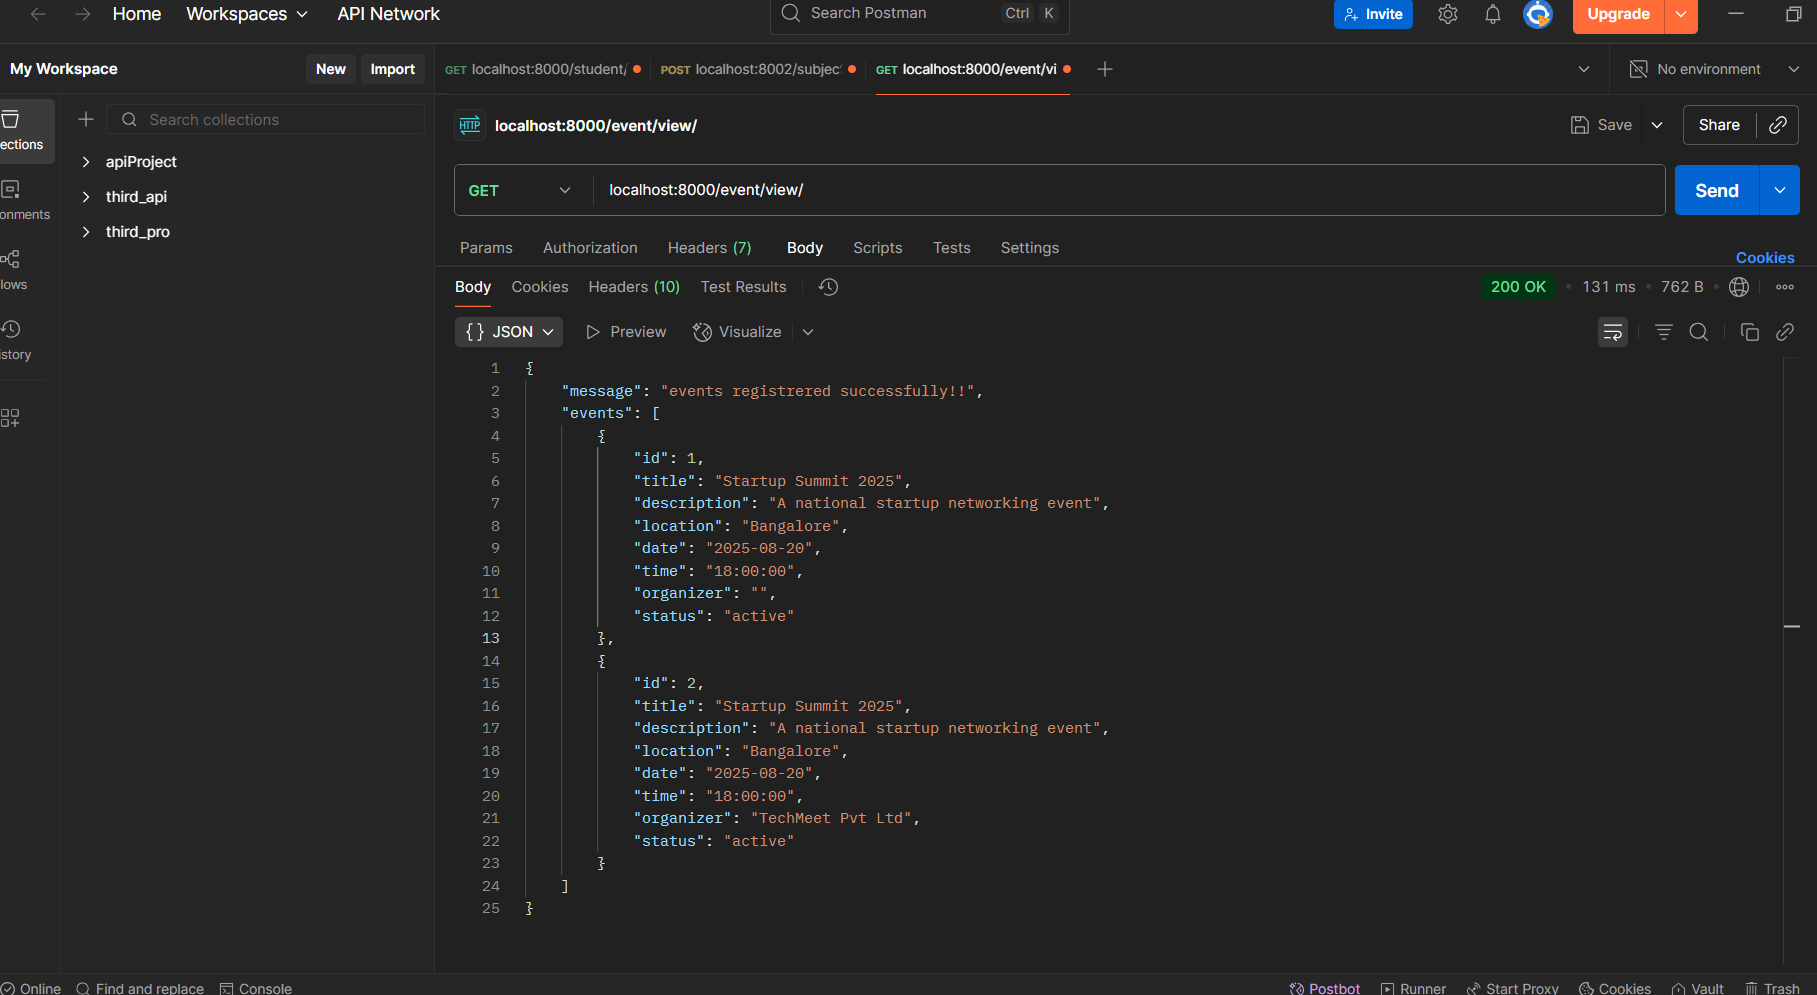 Home Workspaces API Network Search Postman Ctrl K Invite Upgrade
My Workspace New Import GET localhost:8000/student/ POST localhost:8002/subjec GET localhost:8000/event/vi No environment
Search collections
HTTP localhost:8000/event/view/ Save Share
ections
apiProject
third_api
third_pro
onments
lows
istory
GET localhost:8000/event/view/ Send
Params Authorization Headers (7) Body Scripts Tests Settings
Cookies
Body Cookies Headers (10) Test Results 200 OK 131 ms 762 B
{} JSON Preview Visualize
1 {
2 "message": "events registrered successfully!!",
3 "events": [
4 {
5 "id": 1,
6 "title": "Startup Summit 2025",
7 "description": "A national startup networking event",
8 "location": "Bangalore",
9 "date": "2025-08-20",
10 "time": "18:00:00",
11 "organizer": "",
12 "status": "active"
13 },
14 {
15 "id": 2,
16 "title": "Startup Summit 2025",
17 "description": "A national startup networking event",
18 "location": "Bangalore",
19 "date": "2025-08-20",
20 "time": "18:00:00",
21 "organizer": "TechMeet Pvt Ltd",
22 "status": "active"
23 }
24 ]
25 }
Online Find and replace Console Postbot Runner Start Proxy Cookies Vault Trash